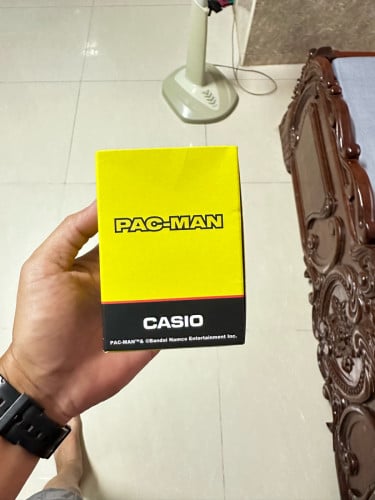 PAC-MAN
CASIO
PAC-MAN™& ©Bandai Namco Entertainment Inc.